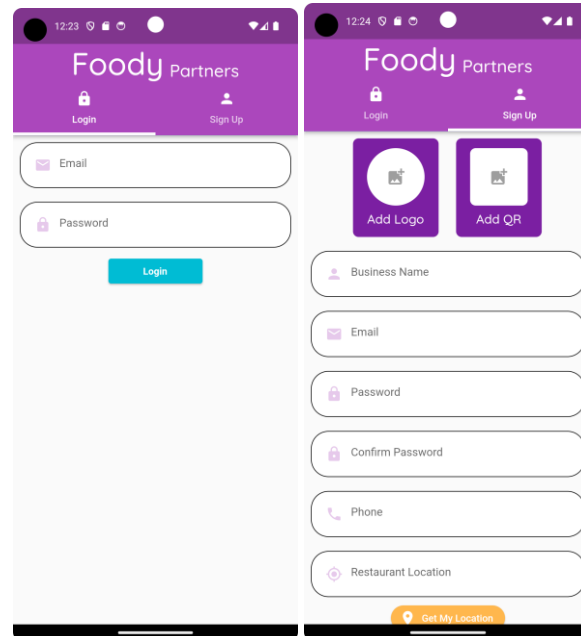 12:23
Foody Partners
Login
Sign Up
Email
Password
Login
12:24
Foody Partners
Login
Sign Up
Add Logo
Add QR
Business Name
Email
Password
Confirm Password
Phone
Restaurant Location
Get My Location